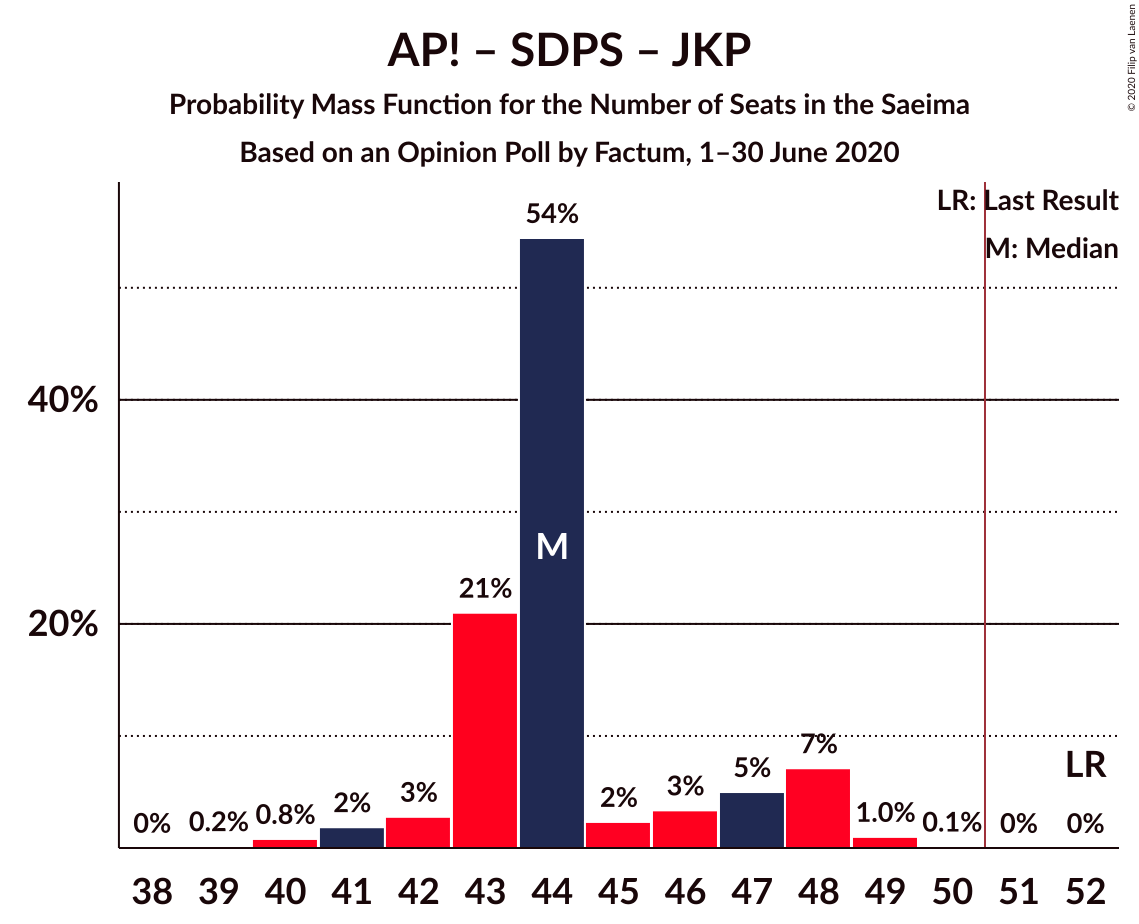 AP! – SDPS – JKP
Probability Mass Function for the Number of Seats in the Saeima
Based on an Opinion Poll by Factum, 1–30 June 2020
© 2020 Filip van Laenen
LR: Last Result
M: Median
54%
40%
M
21%
20%
7%
LR
5%
3%
3%
2%
2%
0.8%
1.0%
0%
0.2%
0.1%
0%
0%
38 39 40 41 42 43 44 45 46 47 48 49 50 51 52